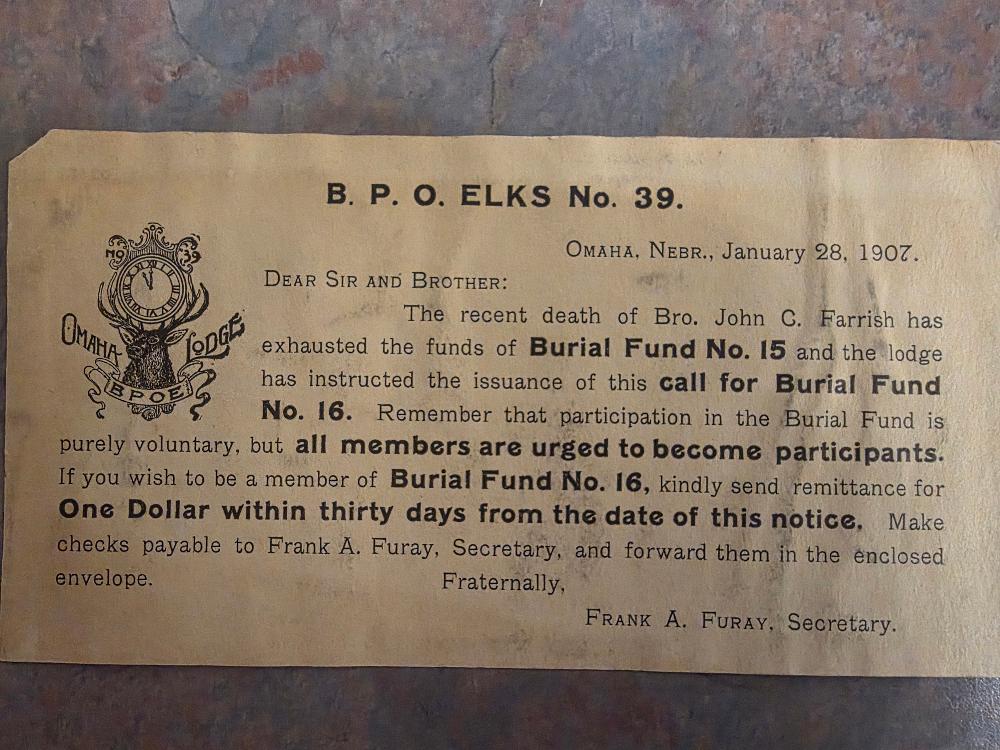 B. P. O. ELKS No. 39.
OMAHA, NEBR., January 28, 1907.
NO 39
OMAHA LODGE
BPOE
DEAR SIR AND BROTHER:
The recent death of Bro. John C. Farrish has
exhausted the funds of Burial Fund No. 15 and the lodge
has instructed the issuance of this call for Burial Fund
No. 16. Remember that participation in the Burial Fund is
purely voluntary, but all members are urged to become participants.
If you wish to be a member of Burial Fund No. 16, kindly send remittance for
One Dollar within thirty days from the date of this notice. Make
checks payable to Frank A. Furay, Secretary, and forward them in the enclosed
envelope. Fraternally,
FRANK A. FURAY, Secretary.